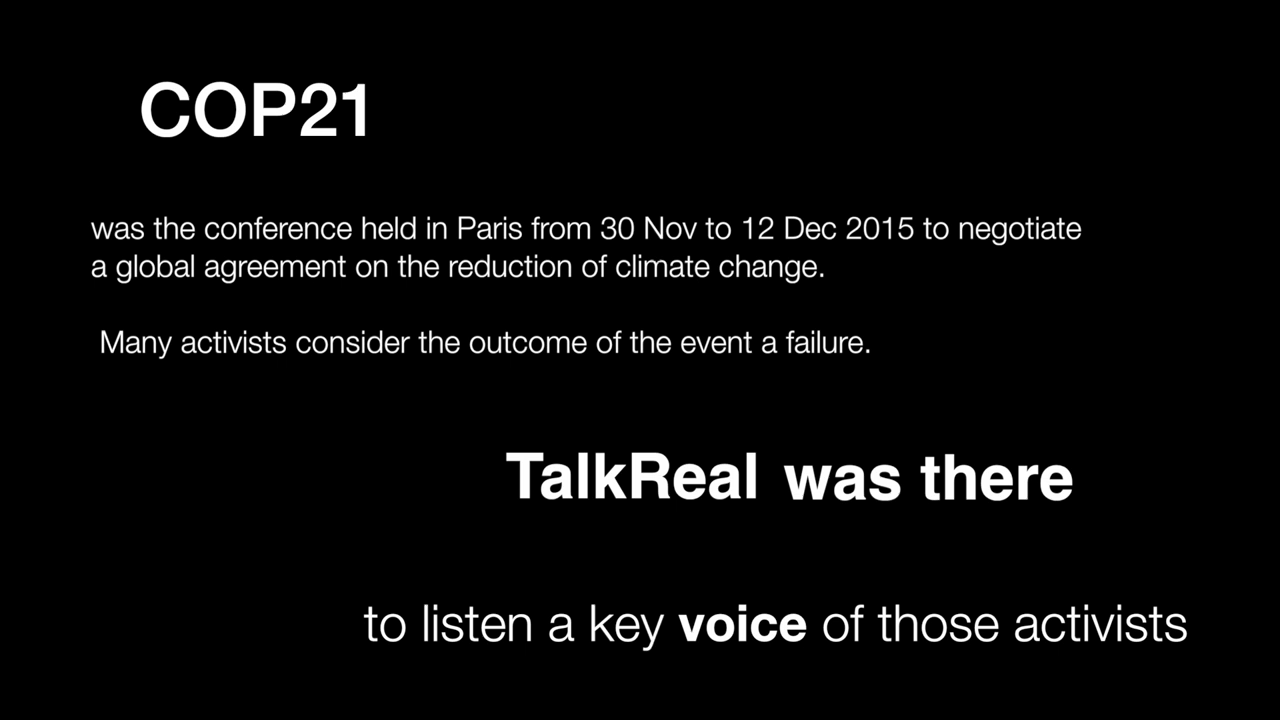 COP21
was the conference held in Paris from 30 Nov to 12 Dec 2015 to negotiate
a global agreement on the reduction of climate change.
Many activists consider the outcome of the event a failure.
TalkReal was there
to listen a key voice of those activists